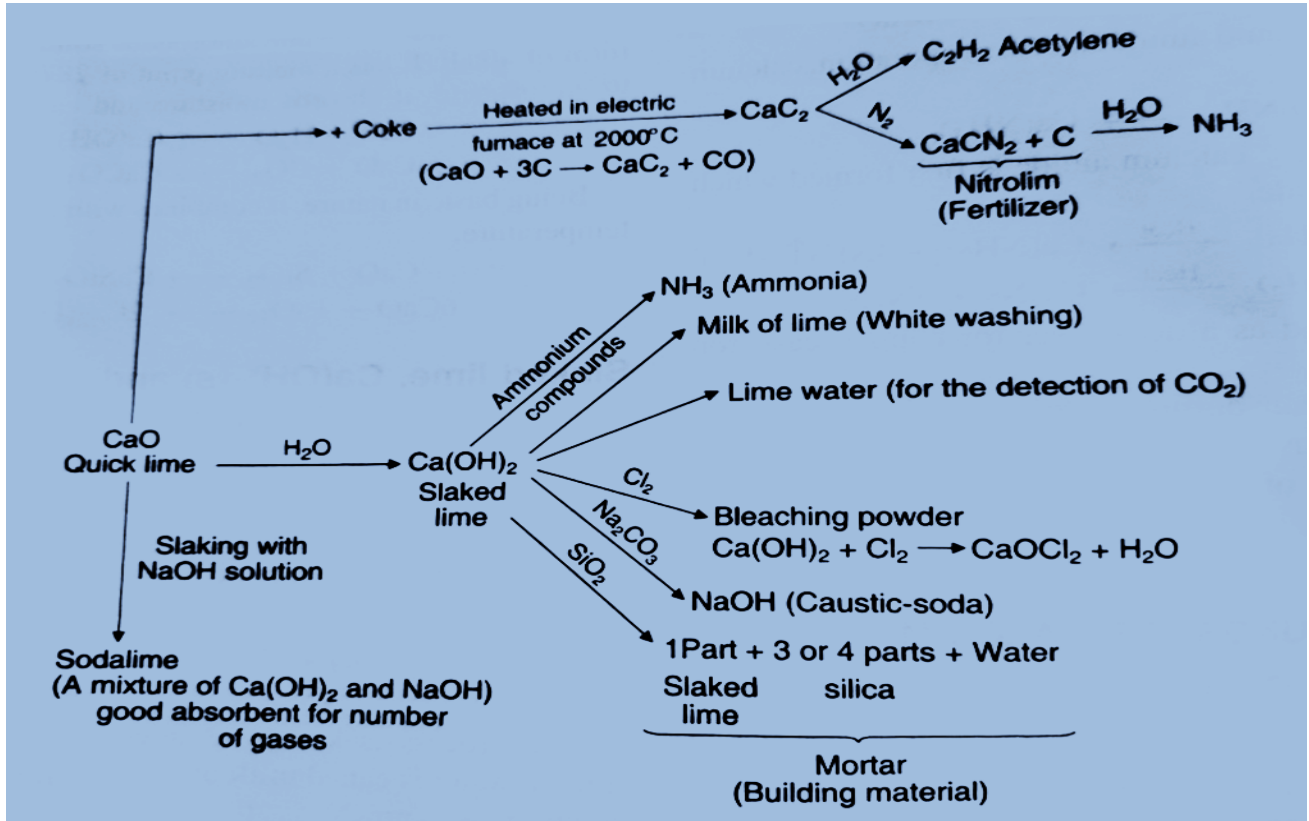 H₂O
C₂H₂ Acetylene
+ Coke
Heated in electric
furnace at 2000°C
(CaO + 3C → CaC₂ + CO)
CaC₂
N₂
CaCN₂ + C
H₂O
NH₃
Nitrolim
(Fertilizer)
CaO
Quick lime
H₂O
Ca(OH)₂
Slaked
lime
Ammonium
compounds
NH₃ (Ammonia)
Milk of lime (White washing)
Lime water (for the detection of CO₂)
Cl₂
Bleaching powder
Ca(OH)₂ + Cl₂ → CaOCl₂ + H₂O
Na₂CO₃
NaOH (Caustic-soda)
SiO₂
1Part + 3 or 4 parts + Water
Slaked silica
lime
Mortar
(Building material)
Slaking with
NaOH solution
Sodalime
(A mixture of Ca(OH)₂ and NaOH)
good absorbent for number
of gases